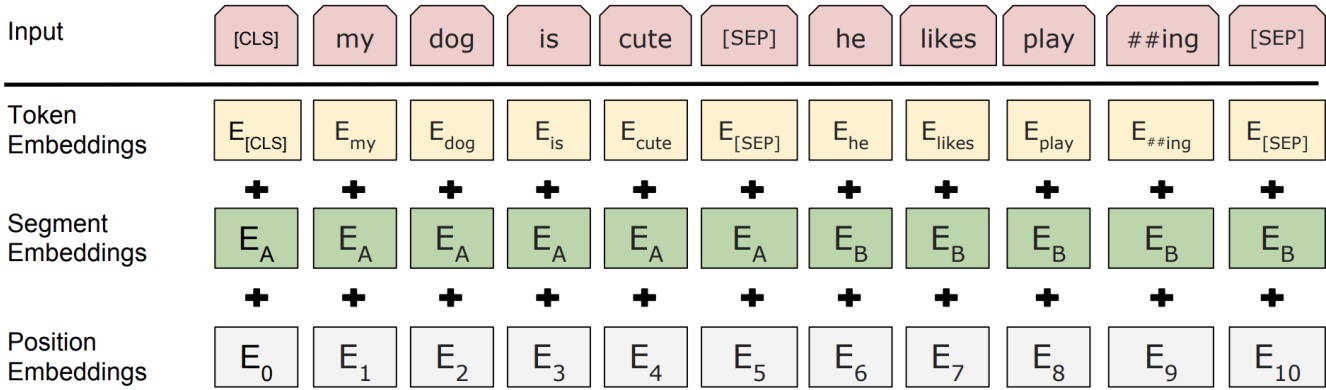 Input [CLS] my dog is cute [SEP] he likes play ##ing [SEP]
Token Embeddings E[CLS] Emy Edog Eis Ecute E[SEP] Ehe Elikes Eplay E##ing E[SEP]
+ + + + + + + + + + +
Segment Embeddings EA EA EA EA EA EA EB EB EB EB EB
+ + + + + + + + + + +
Position Embeddings E0 E1 E2 E3 E4 E5 E6 E7 E8 E9 E10